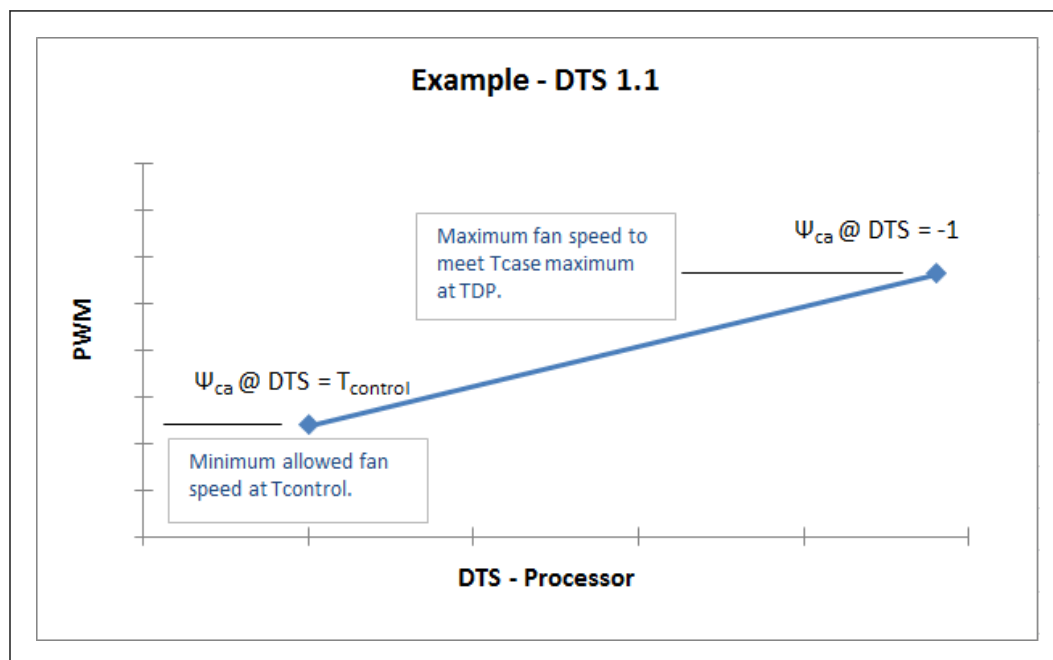 Example - DTS 1.1
Ψca @ DTS = -1
Maximum fan speed to
meet Tcase maximum
at TDP.
PWM
Ψca @ DTS = Tcontrol
Minimum allowed fan
speed at Tcontrol.
DTS - Processor